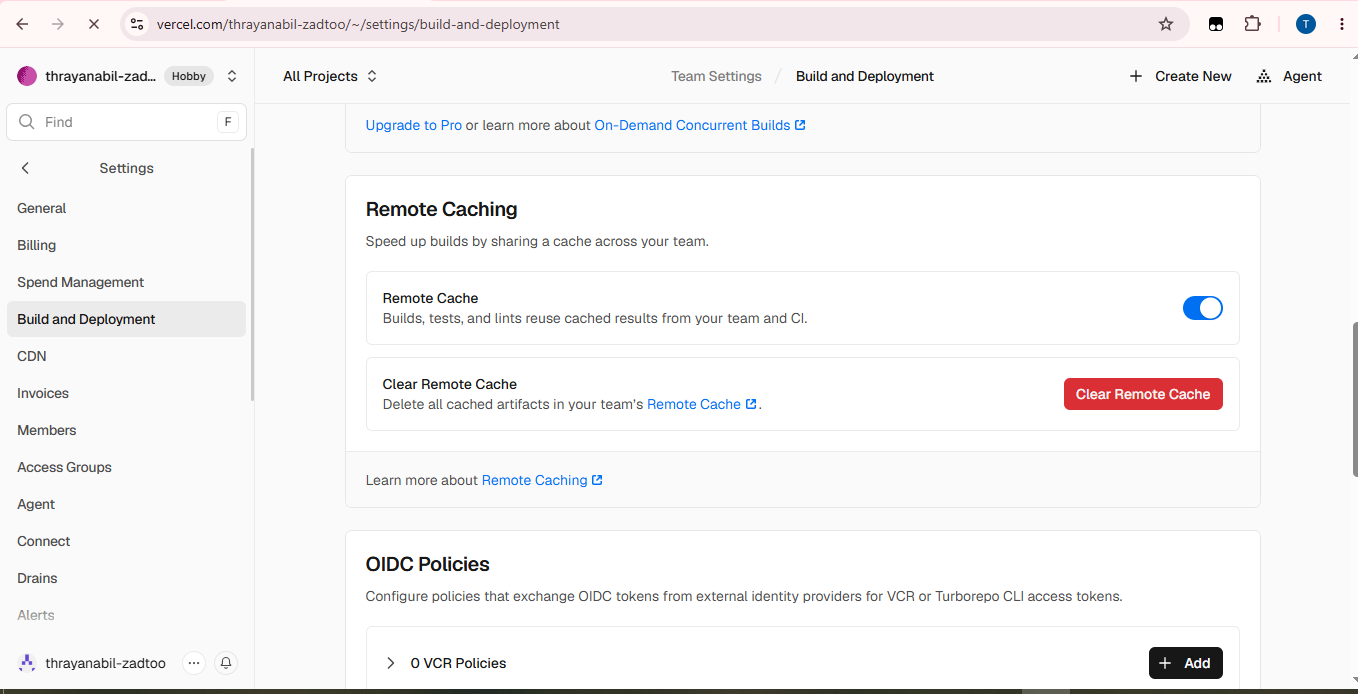 vercel.com/thrayanabil-zadtoo/~/settings/build-and-deployment
T
thrayanabil-zad... Hobby
All Projects
Team Settings / Build and Deployment
+ Create New
Agent
Find F
Settings
General
Billing
Spend Management
Build and Deployment
CDN
Invoices
Members
Access Groups
Agent
Connect
Drains
Alerts
thrayanabil-zadtoo
Upgrade to Pro or learn more about On-Demand Concurrent Builds
Remote Caching
Speed up builds by sharing a cache across your team.
Remote Cache
Builds, tests, and lints reuse cached results from your team and CI.
Clear Remote Cache
Delete all cached artifacts in your team's Remote Cache.
Clear Remote Cache
Learn more about Remote Caching
OIDC Policies
Configure policies that exchange OIDC tokens from external identity providers for VCR or Turborepo CLI access tokens.
0 VCR Policies
+ Add